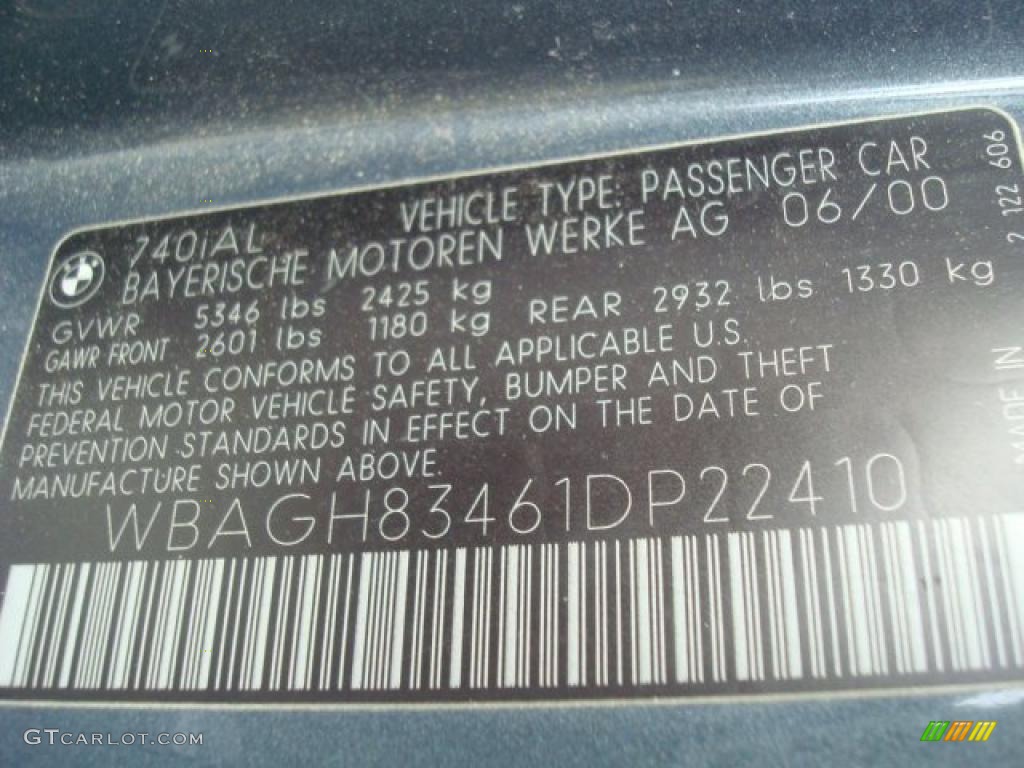 740iAL VEHICLE TYPE: PASSENGER CAR
BAYERISCHE MOTOREN WERKE AG 06/00
GVWR 5346 lbs 2425 kg
GAWR FRONT 2601 lbs 1180 kg REAR 2932 lbs 1330 kg
THIS VEHICLE CONFORMS TO ALL APPLICABLE U.S.
FEDERAL MOTOR VEHICLE SAFETY, BUMPER AND THEFT
PREVENTION STANDARDS IN EFFECT ON THE DATE OF
MANUFACTURE SHOWN ABOVE.
WBAGH83461DP22410
2 122 606
MADE IN
GTCARLOT.COM